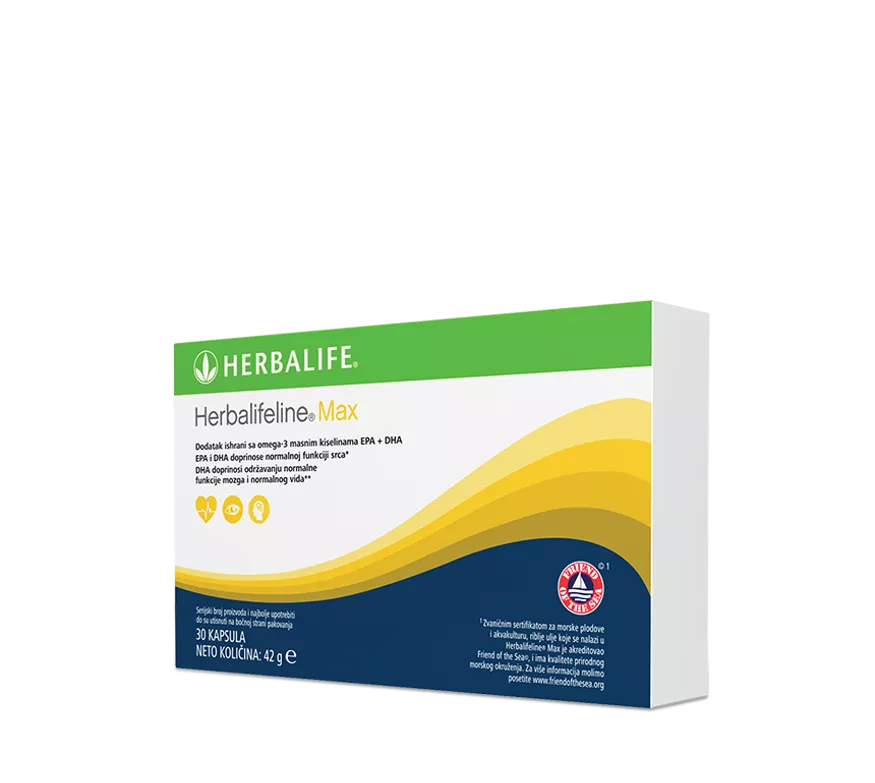 HERBALIFE®
Herbalifeline® Max
Dodatak ishrani sa omega-3 masnim kiselinama EPA + DHA
EPA i DHA doprinose normalnoj funkciji srca*
DHA doprinosi održavanju normalne
funkcije mozga i normalnog vida**
FRIEND
OF THE SEA
© 1
Serijski broj proizvoda i najbolje upotrebiti
do su utisnuti na bočnoj strani pakovanja
30 KAPSULA
NETO KOLIČINA: 42 g e
¹ Zvaničnim sertifikatom za morske plodove
i akvakulturu, riblje ulje koje se nalazi u
Herbalifeline® Max je akreditovao
Friend of the Sea©, i ima kvalitete prirodnog
morskog okruženja. Za više informacija molimo
posetite www.friendofthesea.org